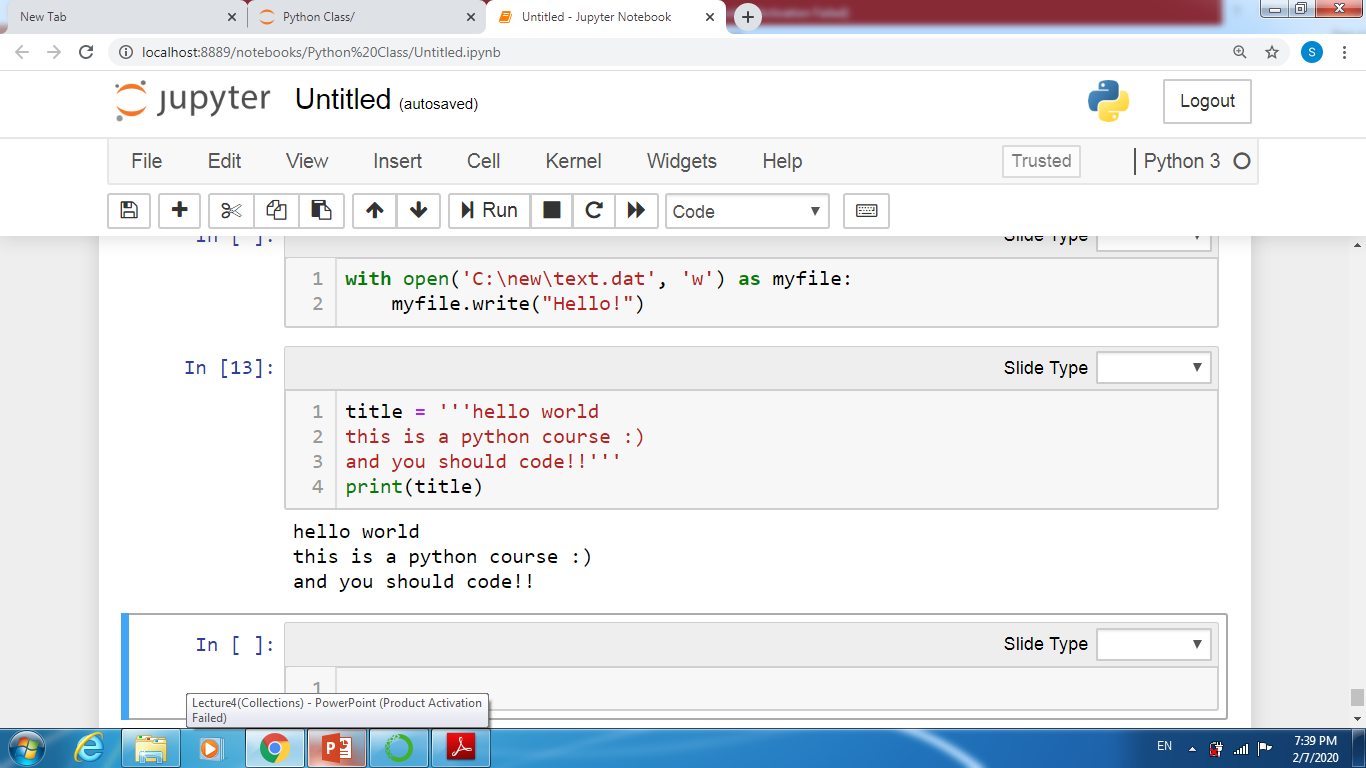 New Tab
Python Class/
Untitled - Jupyter Notebook
localhost:8889/notebooks/Python%20Class/Untitled.ipynb
S
jupyter Untitled (autosaved)
Logout
File Edit View Insert Cell Kernel Widgets Help
Trusted
Python 3
Run
Code
In [ ]:
Slide Type
1 with open('C:\new\text.dat', 'w') as myfile:
2     myfile.write("Hello!")
In [13]:
Slide Type
1 title = '''hello world
2 this is a python course :)
3 and you should code!!'''
4 print(title)
hello world
this is a python course :)
and you should code!!
In [ ]:
Slide Type
1
Lecture4(Collections) - PowerPoint (Product Activation
Failed)
EN
7:39 PM
2/7/2020